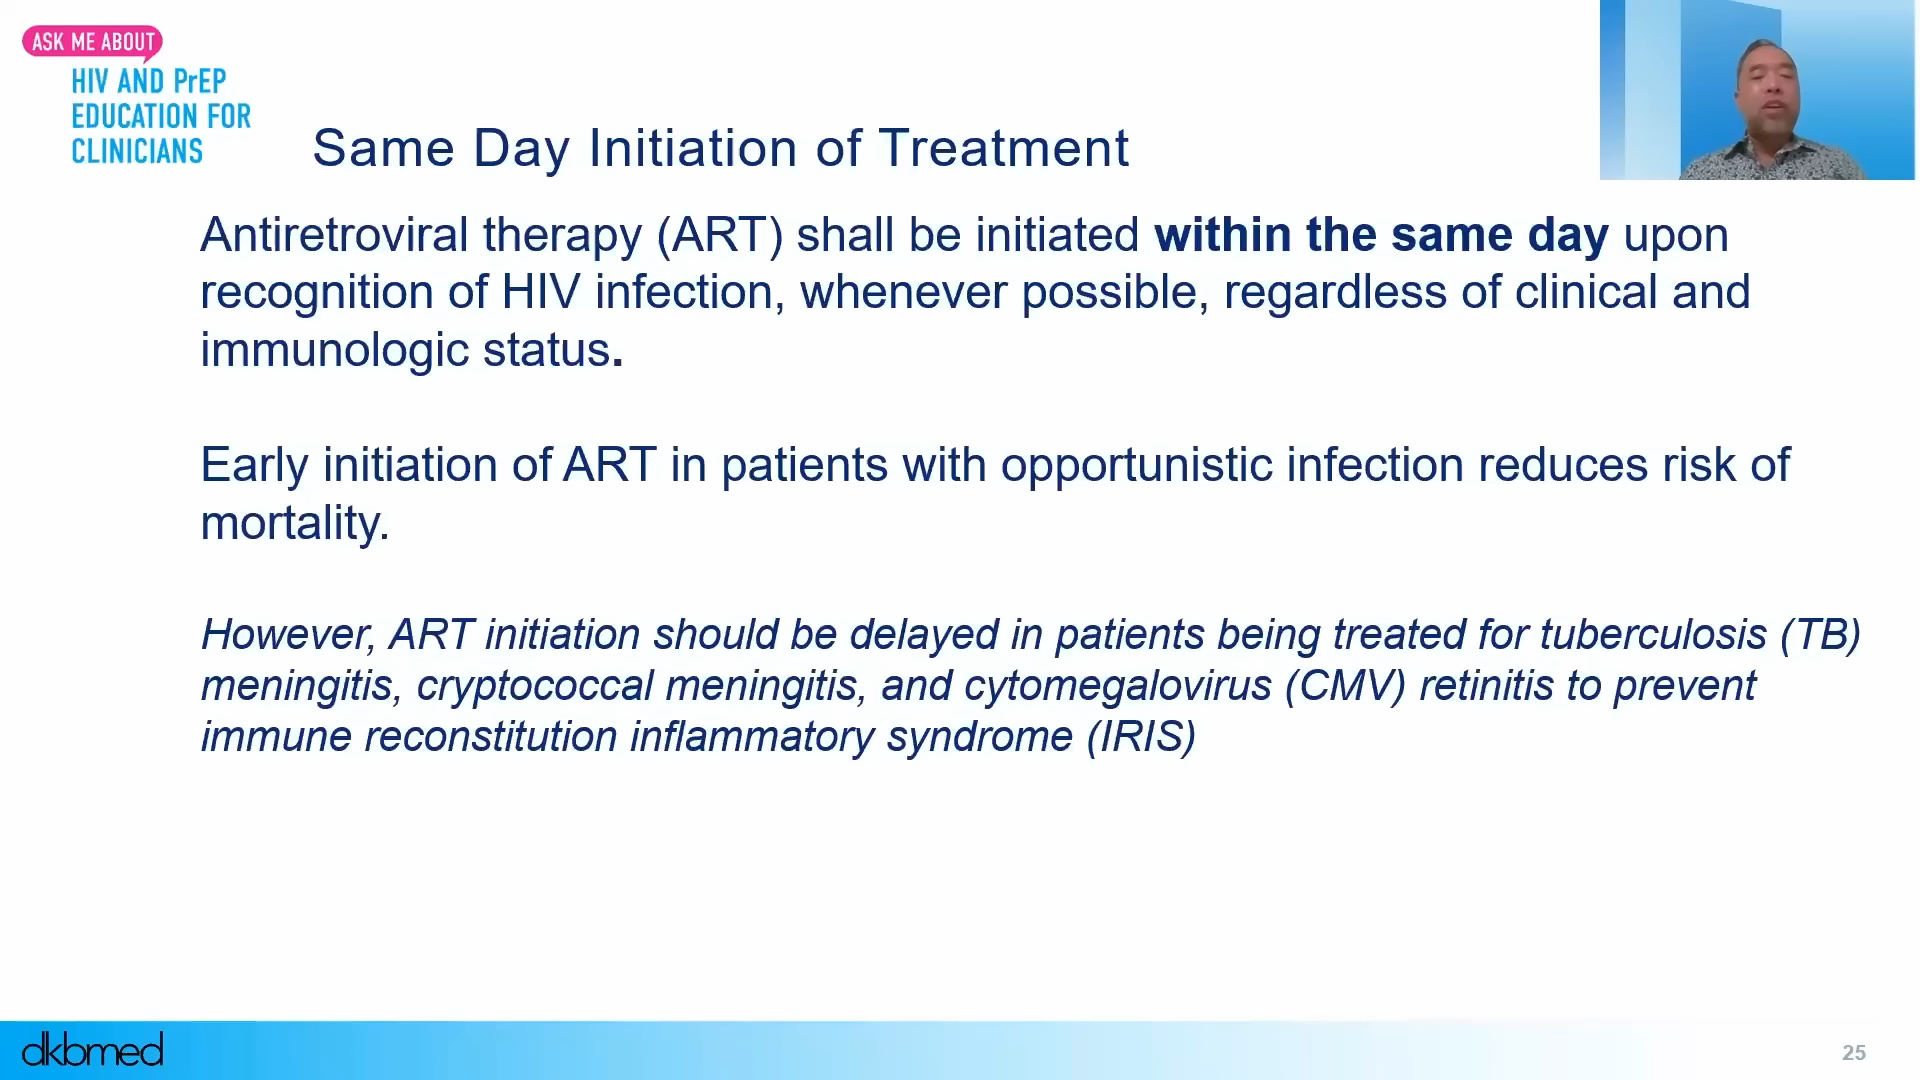 ASK ME ABOUT
HIV AND PrEP
EDUCATION FOR
CLINICIANS
Same Day Initiation of Treatment
Antiretroviral therapy (ART) shall be initiated within the same day upon
recognition of HIV infection, whenever possible, regardless of clinical and
immunologic status.
Early initiation of ART in patients with opportunistic infection reduces risk of
mortality.
However, ART initiation should be delayed in patients being treated for tuberculosis (TB)
meningitis, cryptococcal meningitis, and cytomegalovirus (CMV) retinitis to prevent
immune reconstitution inflammatory syndrome (IRIS)
dkbmed
25